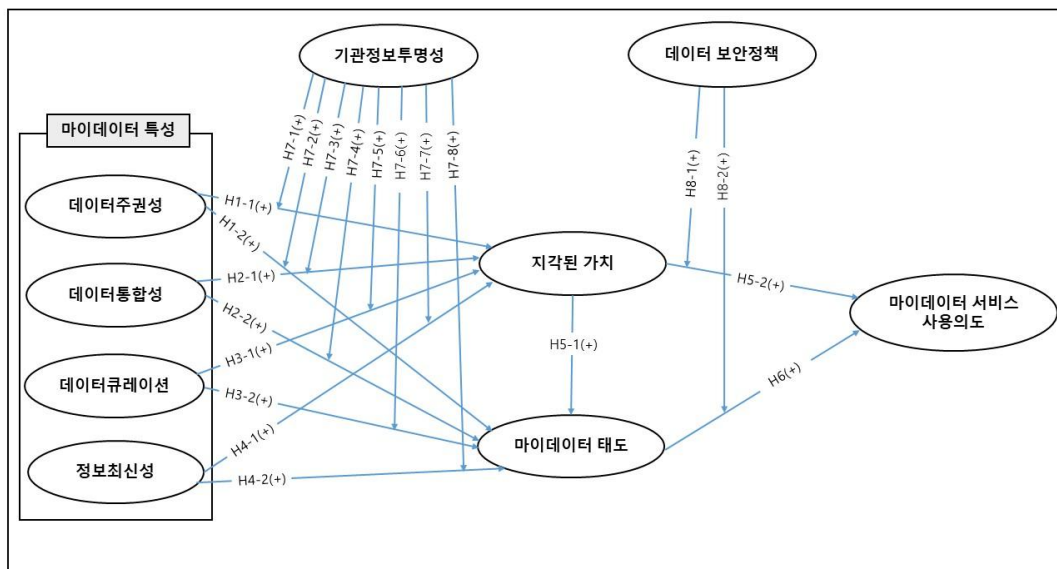 기관정보투명성
데이터 보안정책
H7-1(+)
H7-2(+)
H7-3(+)
H7-4(+)
H7-5(+)
H7-6(+)
H7-7(+)
H7-8(+)
H8-1(+)
H8-2(+)
마이데이터 특성
데이터주권성
데이터통합성
데이터큐레이션
정보최신성
H1-1(+)
H1-2(+)
H2-1(+)
H2-2(+)
H3-1(+)
H3-2(+)
H4-1(+)
H4-2(+)
지각된 가치
H5-1(+)
마이데이터 태도
H5-2(+)
H6(+)
마이데이터 서비스
사용의도